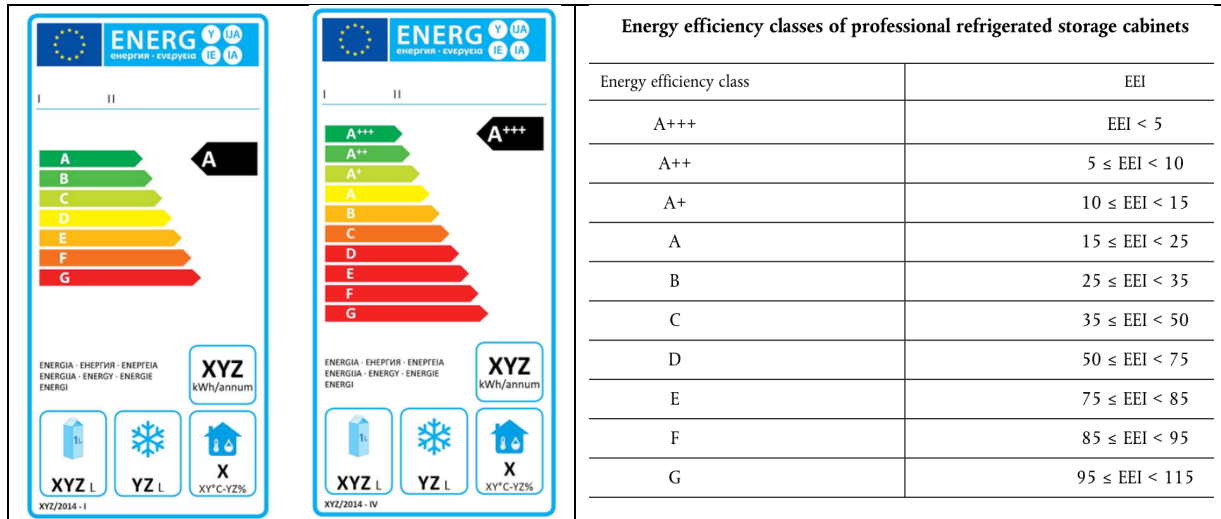 ENERG Y UA IE IA
енергия · ενεργεια
I II
A
A
B
C
D
E
F
G
ENERGIA · ЕНЕРГИЯ · ΕΝΕΡΓΕΙΑ
ENERGIJA · ENERGY · ENERGIE
ENERGI
XYZ
kWh/annum
1L
XYZ L
YZ L
X
XY°C-YZ%
XYZ/2014 - I
ENERG Y UA IE IA
енергия · ενεργεια
I II
A+++
A+++
A++
A+
A
B
C
D
E
F
G
ENERGIA · ЕНЕРГИЯ · ΕΝΕΡΓΕΙΑ
ENERGIJA · ENERGY · ENERGIE
ENERGI
XYZ
kWh/annum
1L
XYZ L
YZ L
X
XY°C-YZ%
XYZ/2014 - IV
Energy efficiency classes of professional refrigerated storage cabinets
Energy efficiency class EEI
A+++ EEI < 5
A++ 5 ≤ EEI < 10
A+ 10 ≤ EEI < 15
A 15 ≤ EEI < 25
B 25 ≤ EEI < 35
C 35 ≤ EEI < 50
D 50 ≤ EEI < 75
E 75 ≤ EEI < 85
F 85 ≤ EEI < 95
G 95 ≤ EEI < 115